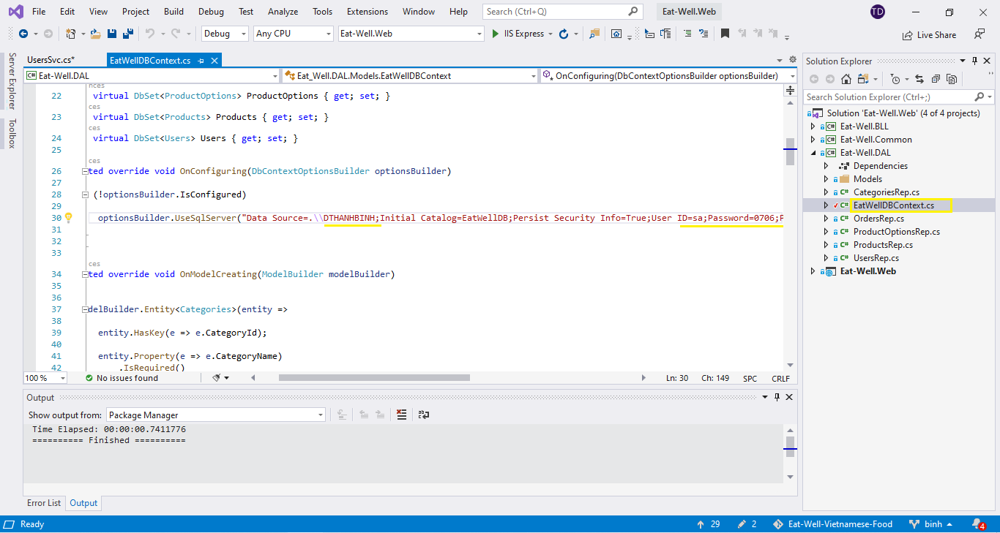 File Edit View Project Build Debug Test Analyze Tools Extensions Window Help Search (Ctrl+Q) Eat-Well.Web TD
Debug Any CPU Eat-Well.Web IIS Express Live Share
Server Explorer
Toolbox
UsersSvc.cs* EatWellDBContext.cs
Eat-Well.DAL Eat_Well.DAL.Models.EatWellDBContext OnConfiguring(DbContextOptionsBuilder optionsBuilder)
nces
22 virtual DbSet<ProductOptions> ProductOptions { get; set; }
ces
23 virtual DbSet<Products> Products { get; set; }
ces
24 virtual DbSet<Users> Users { get; set; }
25
ces
26 ted override void OnConfiguring(DbContextOptionsBuilder optionsBuilder)
27
28 (!optionsBuilder.IsConfigured)
29
30 optionsBuilder.UseSqlServer("Data Source=.\\DTHANHBINH;Initial Catalog=EatWellDB;Persist Security Info=True;User ID=sa;Password=0706;P
31
32
33
ces
34 ted override void OnModelCreating(ModelBuilder modelBuilder)
35
36
37 delBuilder.Entity<Categories>(entity =>
38
39 entity.HasKey(e => e.CategoryId);
40
41 entity.Property(e => e.CategoryName)
42 .IsRequired()
100 % No issues found Ln: 30 Ch: 149 SPC CRLF
Output
Show output from: Package Manager
Time Elapsed: 00:00:00.7411776
========== Finished ==========
Error List Output
Solution Explorer
Search Solution Explorer (Ctrl+;)
Solution 'Eat-Well.Web' (4 of 4 projects)
Eat-Well.BLL
Eat-Well.Common
Eat-Well.DAL
Dependencies
Models
CategoriesRep.cs
EatWellDBContext.cs
OrdersRep.cs
ProductOptionsRep.cs
ProductsRep.cs
UsersRep.cs
Eat-Well.Web
Ready 29 2 Eat-Well-Vietnamese-Food binh 4